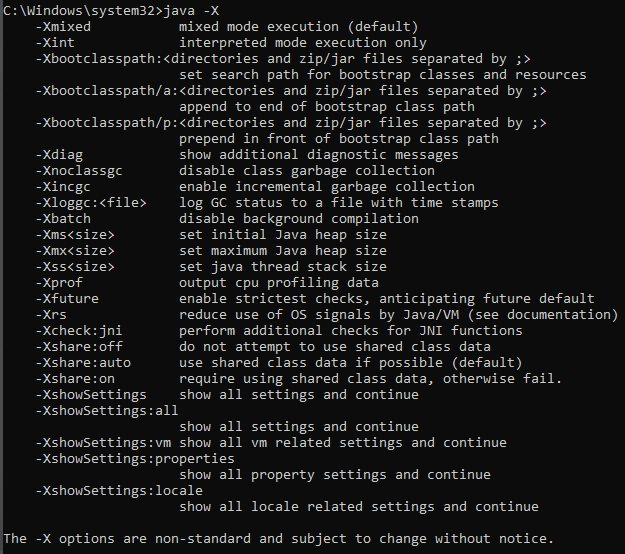 C:\Windows\system32>java -X
    -Xmixed           mixed mode execution (default)
    -Xint             interpreted mode execution only
    -Xbootclasspath:<directories and zip/jar files separated by ;>
                      set search path for bootstrap classes and resources
    -Xbootclasspath/a:<directories and zip/jar files separated by ;>
                      append to end of bootstrap class path
    -Xbootclasspath/p:<directories and zip/jar files separated by ;>
                      prepend in front of bootstrap class path
    -Xdiag            show additional diagnostic messages
    -Xnoclassgc       disable class garbage collection
    -Xincgc           enable incremental garbage collection
    -Xloggc:<file>    log GC status to a file with time stamps
    -Xbatch           disable background compilation
    -Xms<size>        set initial Java heap size
    -Xmx<size>        set maximum Java heap size
    -Xss<size>        set java thread stack size
    -Xprof            output cpu profiling data
    -Xfuture          enable strictest checks, anticipating future default
    -Xrs              reduce use of OS signals by Java/VM (see documentation)
    -Xcheck:jni       perform additional checks for JNI functions
    -Xshare:off       do not attempt to use shared class data
    -Xshare:auto      use shared class data if possible (default)
    -Xshare:on        require using shared class data, otherwise fail.
    -XshowSettings    show all settings and continue
    -XshowSettings:all
                      show all settings and continue
    -XshowSettings:vm show all vm related settings and continue
    -XshowSettings:properties
                      show all property settings and continue
    -XshowSettings:locale
                      show all locale related settings and continue

The -X options are non-standard and subject to change without notice.